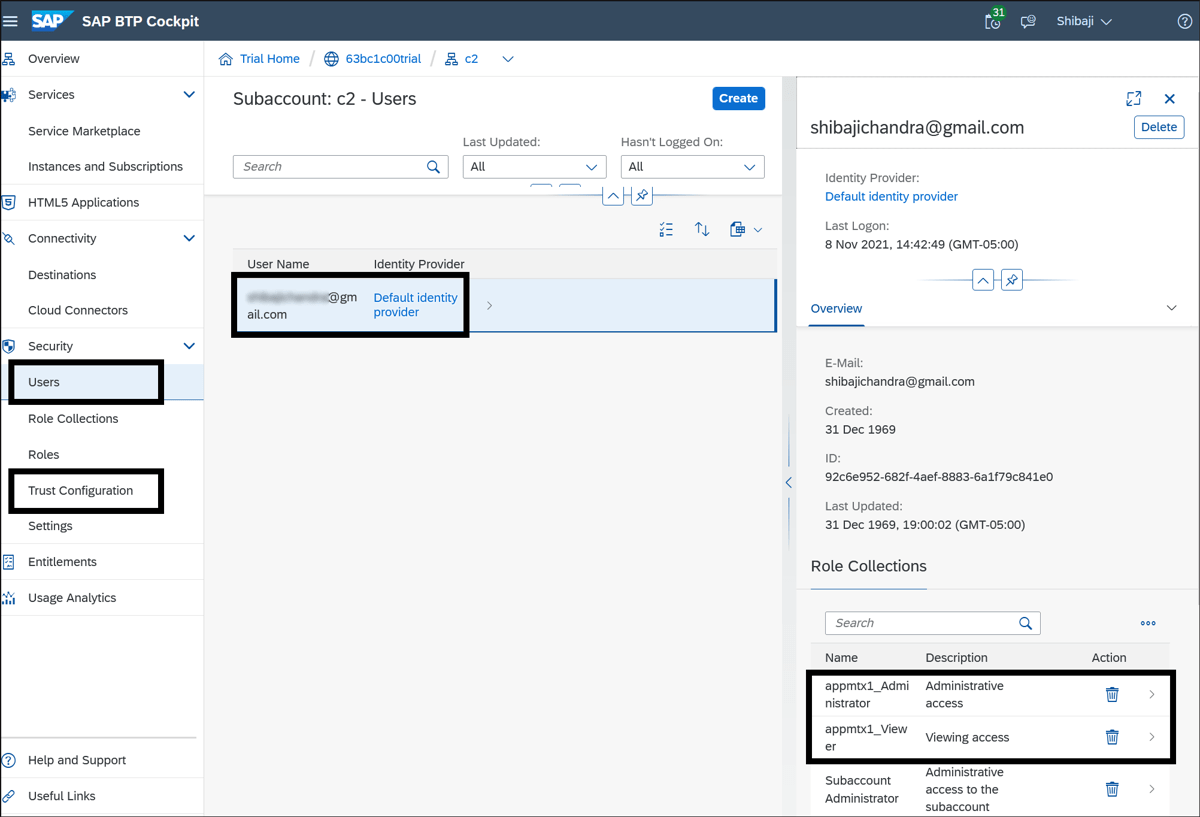 SAP SAP BTP Cockpit
31
Shibaji
Overview
Services
Service Marketplace
Instances and Subscriptions
HTML5 Applications
Connectivity
Destinations
Cloud Connectors
Security
Users
Role Collections
Roles
Trust Configuration
Settings
Entitlements
Usage Analytics
Help and Support
Useful Links
Trial Home / 63bc1c00trial / c2
Subaccount: c2 - Users
Create
Last Updated:
Hasn't Logged On:
Search
All
All
User Name
Identity Provider
@gm
ail.com
Default identity
provider
shibajichandra@gmail.com
Delete
Identity Provider:
Default identity provider
Last Logon:
8 Nov 2021, 14:42:49 (GMT-05:00)
Overview
E-Mail:
shibajichandra@gmail.com
Created:
31 Dec 1969
ID:
92c6e952-682f-4aef-8883-6a1f79c841e0
Last Updated:
31 Dec 1969, 19:00:02 (GMT-05:00)
Role Collections
Search
Name
Description
Action
appmtx1_Admi
nistrator
Administrative
access
appmtx1_View
er
Viewing access
Subaccount
Administrator
Administrative
access to the
subaccount